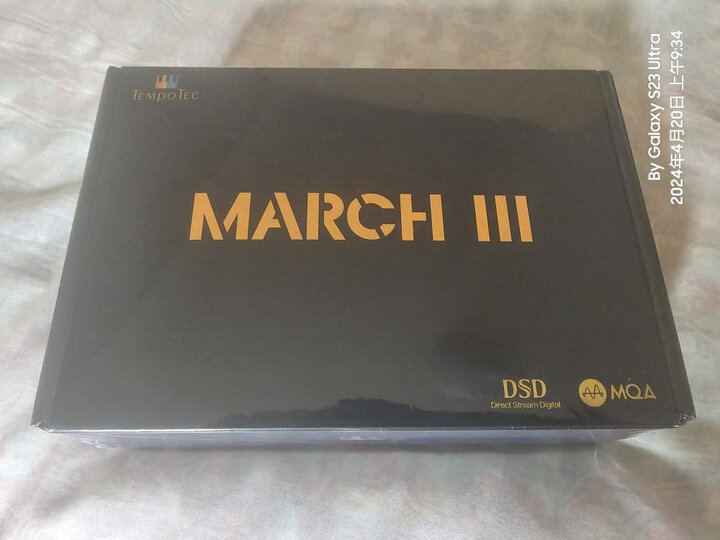 TEMPOTEC
MARCH III
DSD
Direct Stream Digital
MQA
By Galaxy S23 Ultra
2024年4月20日 上午9:34